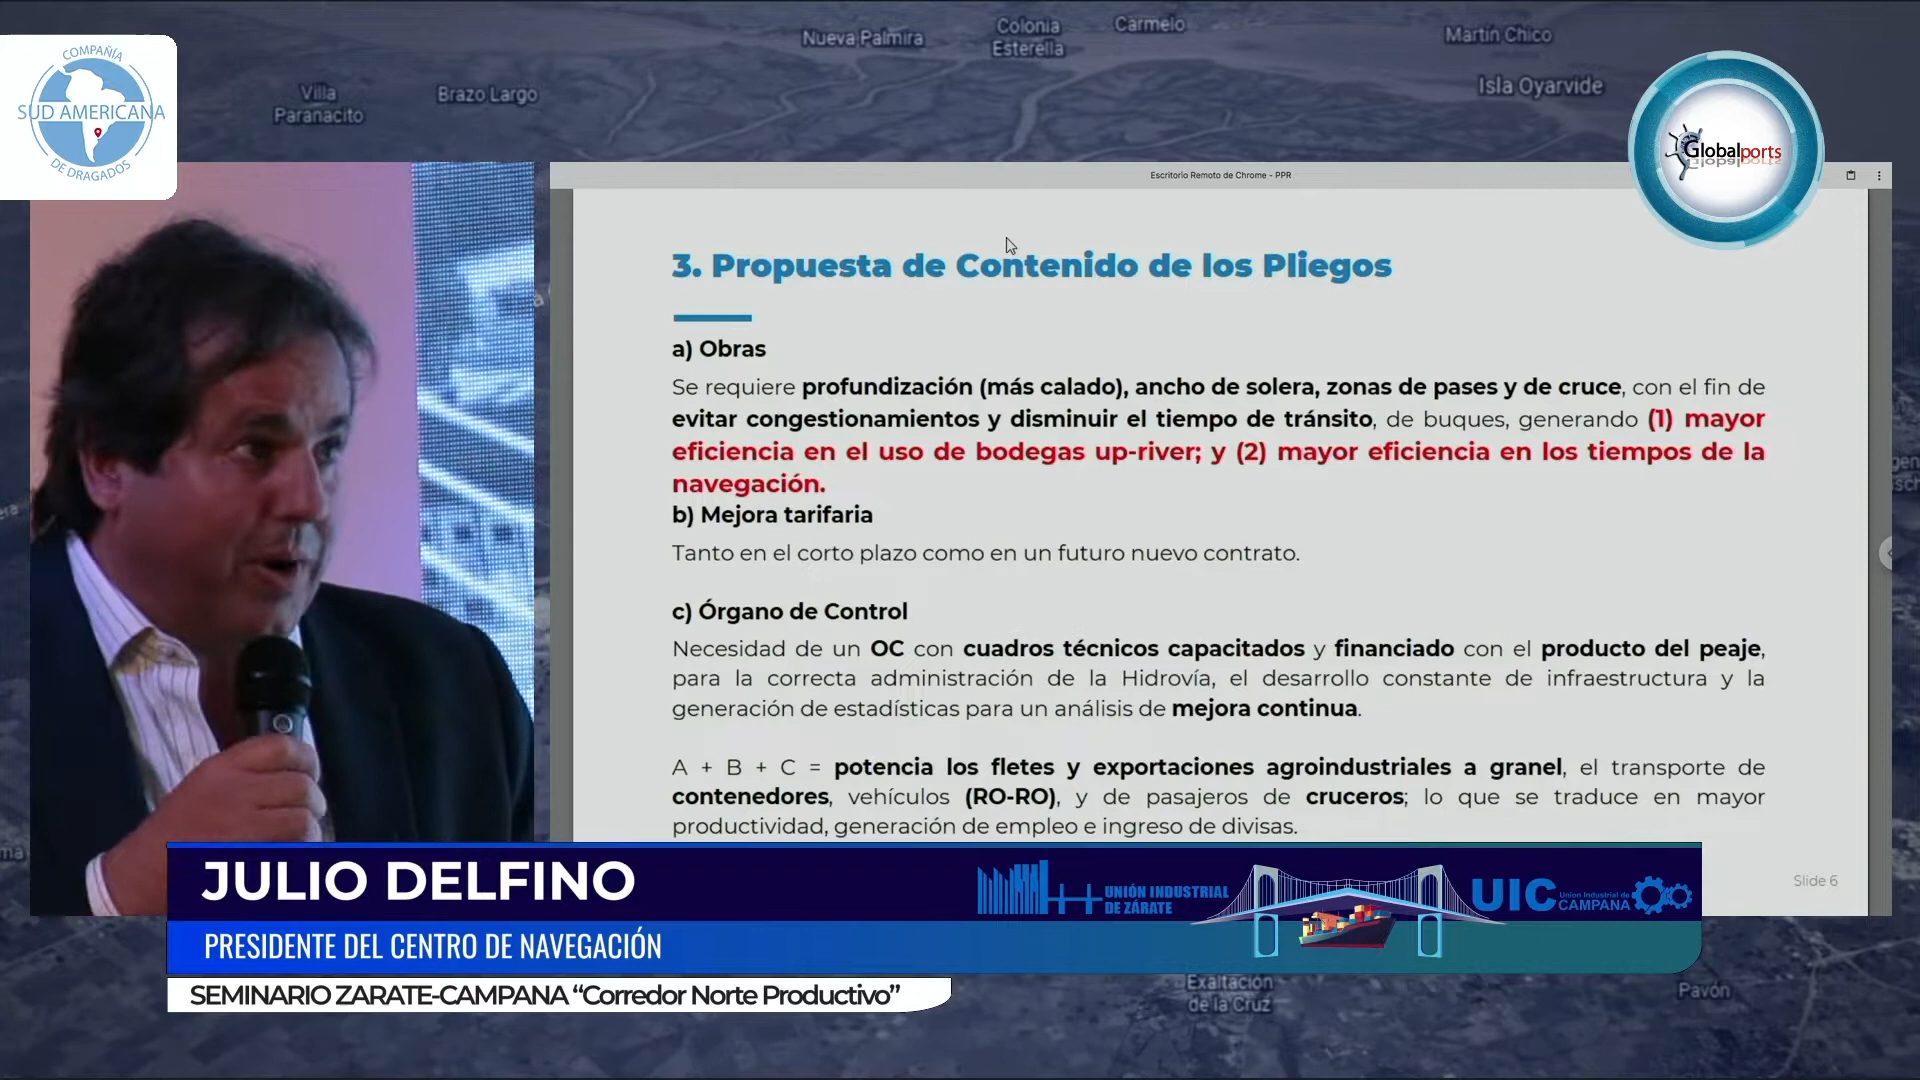 Nueva Palmira
Colonia
Esterella
Carmelo
Martín Chico
Villa
Paranacito
Brazo Largo
Isla Oyarvide
COMPAÑÍA
SUD AMERICANA
DE DRAGADOS
Globalports
Escritorio Remoto de Chrome - PPR
3. Propuesta de Contenido de los Pliegos
a) Obras
Se requiere profundización (más calado), ancho de solera, zonas de pases y de cruce, con el fin de
evitar congestionamientos y disminuir el tiempo de tránsito, de buques, generando (1) mayor
eficiencia en el uso de bodegas up-river; y (2) mayor eficiencia en los tiempos de la
navegación.
b) Mejora tarifaria
Tanto en el corto plazo como en un futuro nuevo contrato.
c) Órgano de Control
Necesidad de un OC con cuadros técnicos capacitados y financiado con el producto del peaje,
para la correcta administración de la Hidrovía, el desarrollo constante de infraestructura y la
generación de estadísticas para un análisis de mejora continua.
A + B + C = potencia los fletes y exportaciones agroindustriales a granel, el transporte de
contenedores, vehículos (RO-RO), y de pasajeros de cruceros; lo que se traduce en mayor
productividad, generación de empleo e ingreso de divisas.
Slide 6
JULIO DELFINO
UNIÓN INDUSTRIAL
DE ZÁRATE
UIC
Union Industrial de
CAMPANA
PRESIDENTE DEL CENTRO DE NAVEGACIÓN
SEMINARIO ZARATE-CAMPANA “Corredor Norte Productivo”
Exaltación
de la Cruz
Pavón